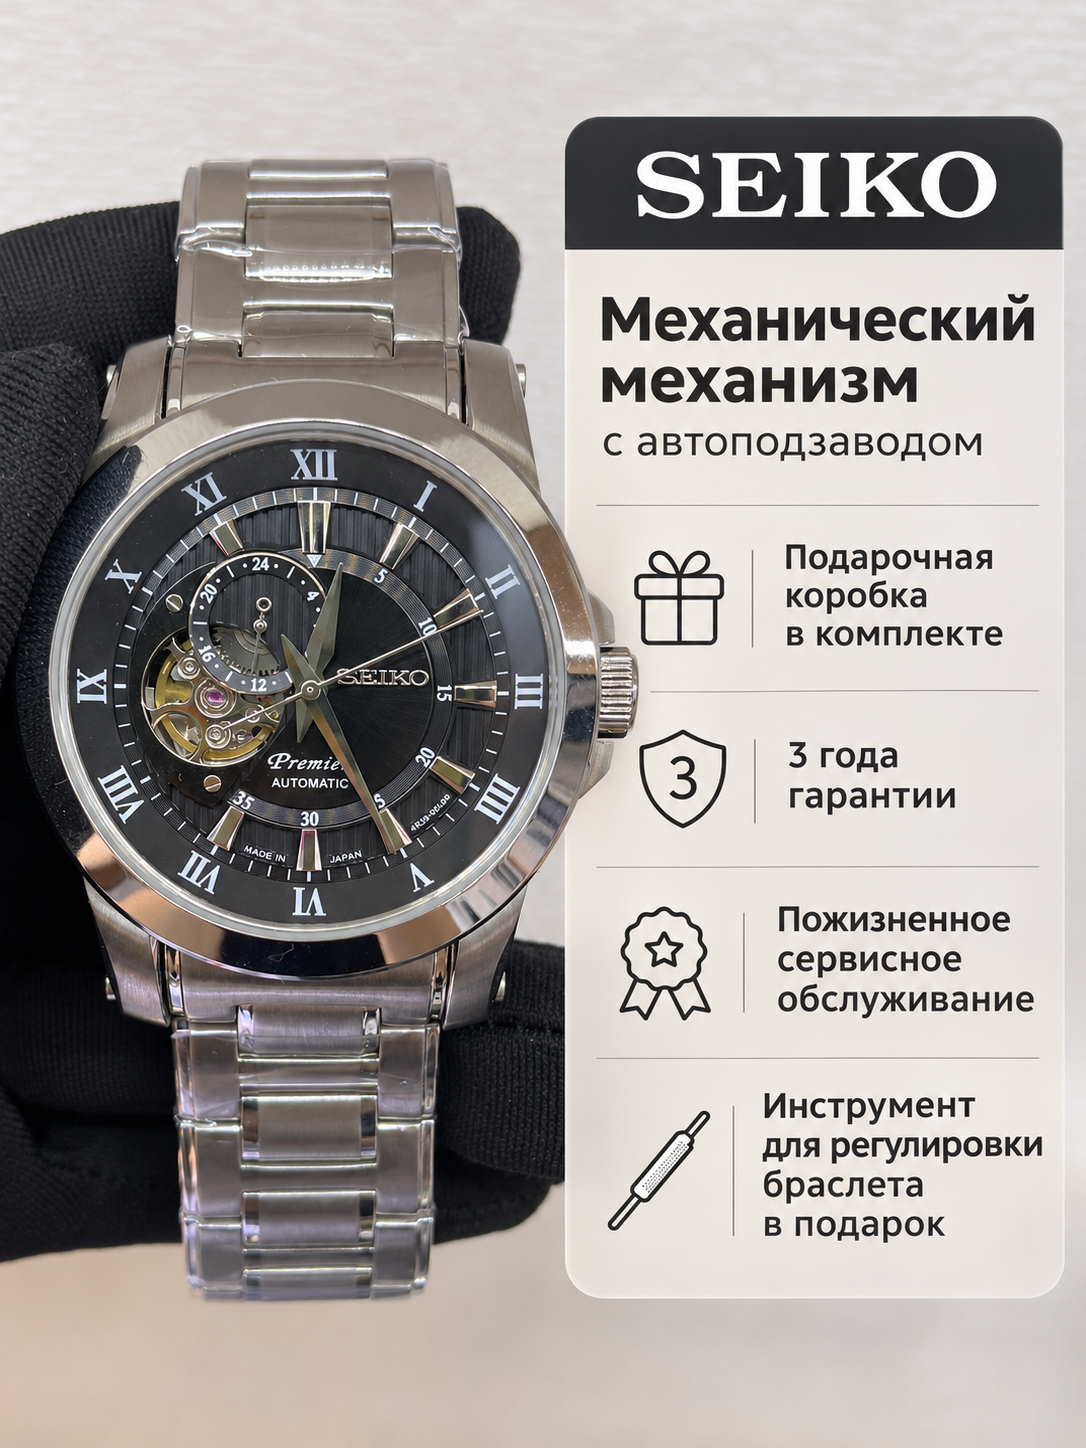 SEIKO
Механический
механизм
с автоподзаводом
Подарочная
коробка
в комплекте
3
3 года
гарантии
Пожизненное
сервисное
обслуживание
Инструмент
для регулировки
браслета
в подарок
XII
I
II
III
IIII
V
VI
VII
VIII
IX
X
XI
5
10
15
20
30
35
24
4
12
16
20
SEIKO
Premier
AUTOMATIC
MADE IN JAPAN